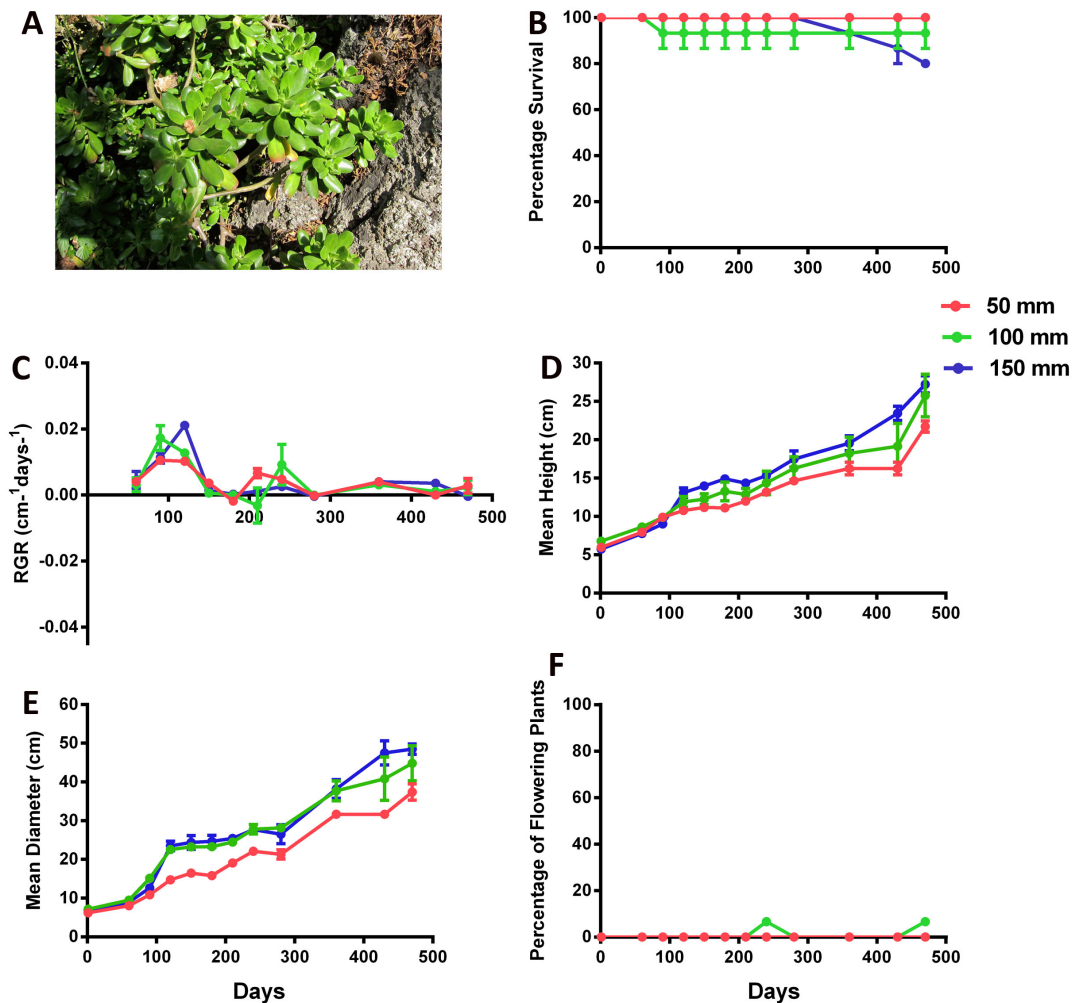 A
B
Percentage Survival
100
80
60
40
20
0
0 100 200 300 400 500
50 mm
100 mm
150 mm
C
RGR (cm-1days-1)
0.04
0.02
0.00
-0.02
-0.04
100 200 300 400 500
D
Mean Height (cm)
30
25
20
15
10
5
0
0 100 200 300 400 500
E
Mean Diameter (cm)
60
50
40
30
20
10
0
0 100 200 300 400 500
Days
F
Percentage of Flowering Plants
100
80
60
40
20
0
0 100 200 300 400 500
Days